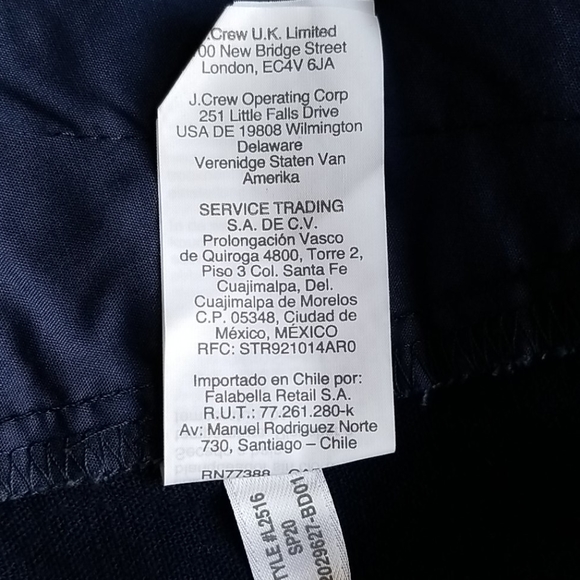 .Crew U.K. Limited
00 New Bridge Street
London, EC4V 6JA
J.Crew Operating Corp
251 Little Falls Drive
USA DE 19808 Wilmington
Delaware
Verenidge Staten Van
Amerika
SERVICE TRADING
S.A. DE C.V.
Prolongación Vasco
de Quiroga 4800, Torre 2,
Piso 3 Col. Santa Fe
Cuajimalpa, Del.
Cuajimalpa de Morelos
C.P. 05348, Ciudad de
México, MÉXICO
RFC: STR921014AR0
Importado en Chile por:
Falabella Retail S.A.
R.U.T.: 77.261.280-k
Av: Manuel Rodriguez Norte
730, Santiago – Chile
RN77388
TYLE #L2516
SP20
2029627-BD01